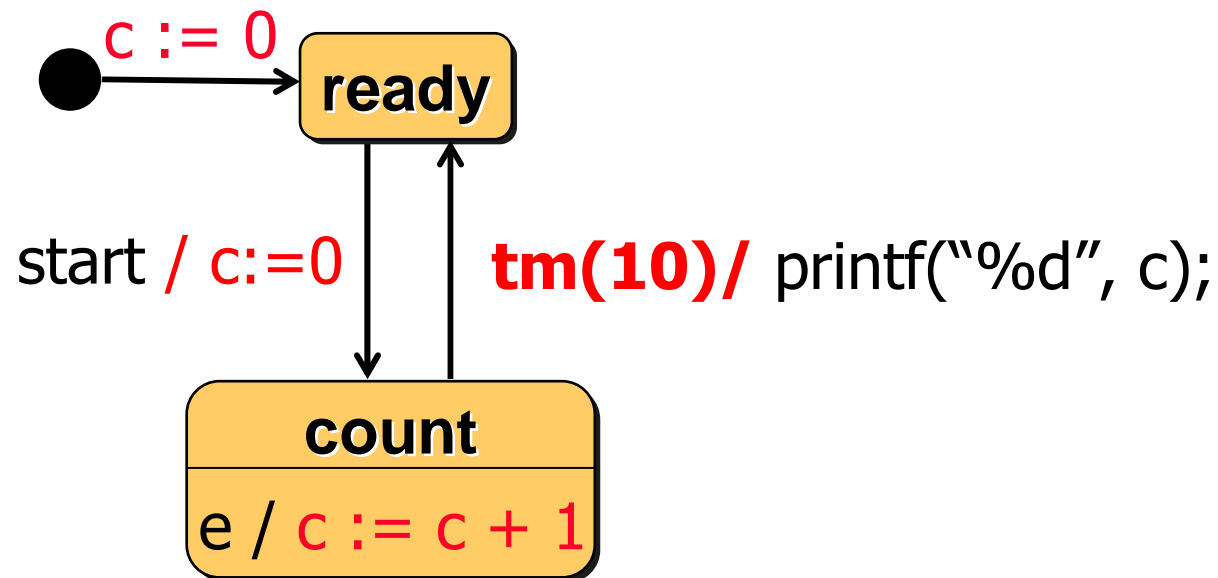 c := 0
ready
start / c:=0
tm(10)/ printf(“%d”, c);
count
e / c := c + 1